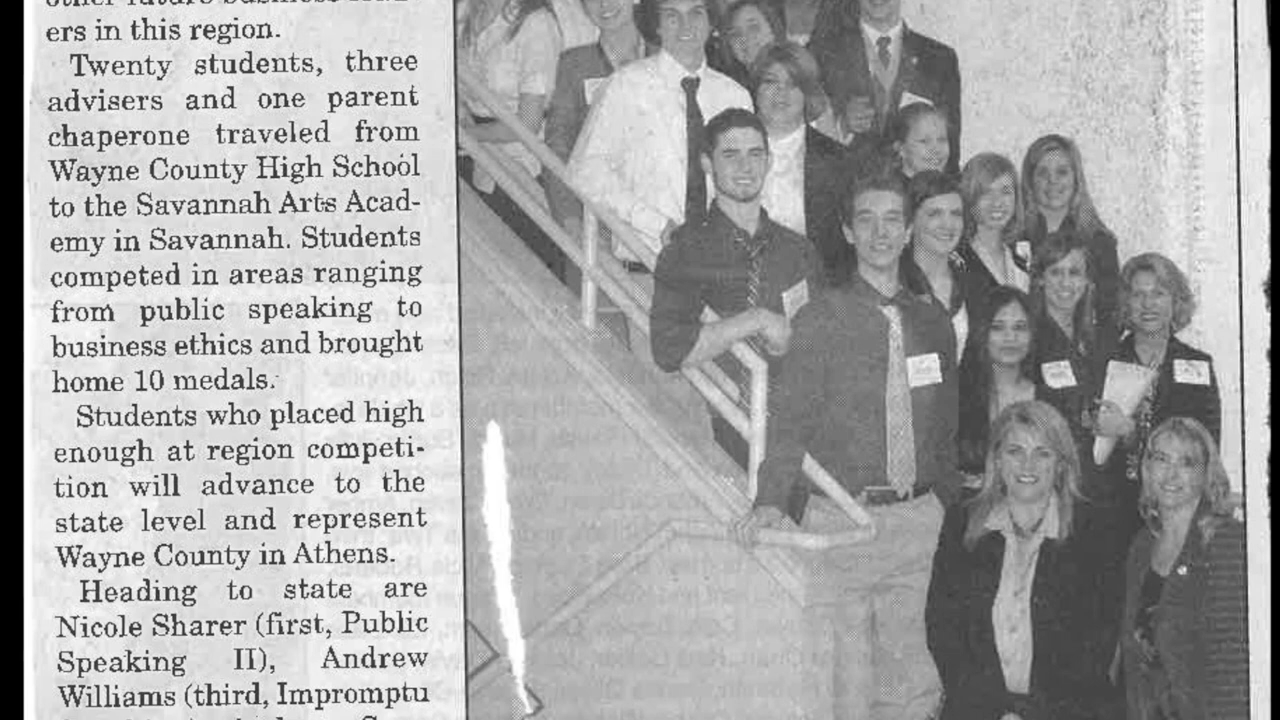 ers in this region.
Twenty students, three
advisers and one parent
chaperone traveled from
Wayne County High School
to the Savannah Arts Acad-
emy in Savannah. Students
competed in areas ranging
from public speaking to
business ethics and brought
home 10 medals.
Students who placed high
enough at region competi-
tion will advance to the
state level and represent
Wayne County in Athens.
Heading to state are
Nicole Sharer (first, Public
Speaking II), Andrew
Williams (third, Impromptu